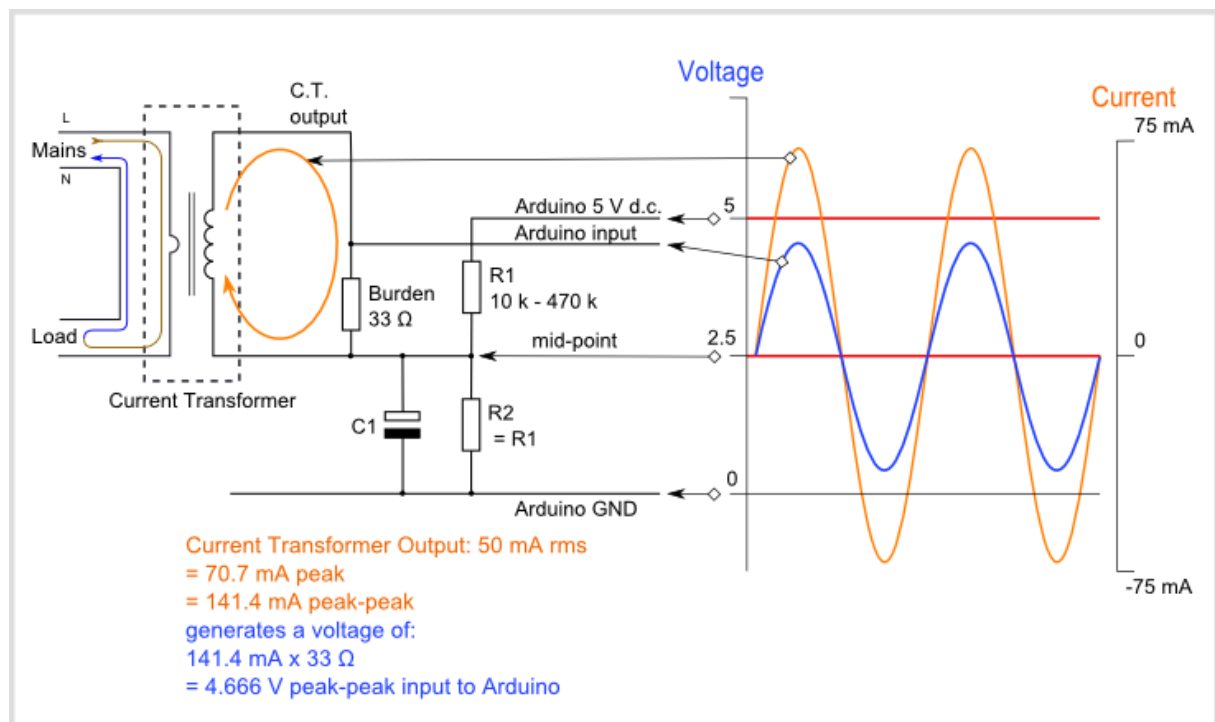 Voltage
Current
75 mA
C.T.
output
L
Mains
N
Arduino 5 V d.c.
5
Arduino input
Burden
33 Ω
R1
10 k - 470 k
mid-point
2.5
0
Load
Current Transformer
C1
R2
= R1
0
Arduino GND
-75 mA
Current Transformer Output: 50 mA rms
= 70.7 mA peak
= 141.4 mA peak-peak
generates a voltage of:
141.4 mA x 33 Ω
= 4.666 V peak-peak input to Arduino